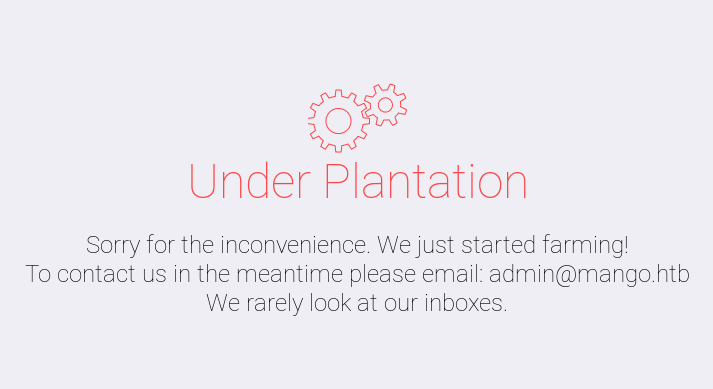 Under Plantation
Sorry for the inconvenience. We just started farming!
To contact us in the meantime please email: admin@mango.htb
We rarely look at our inboxes.